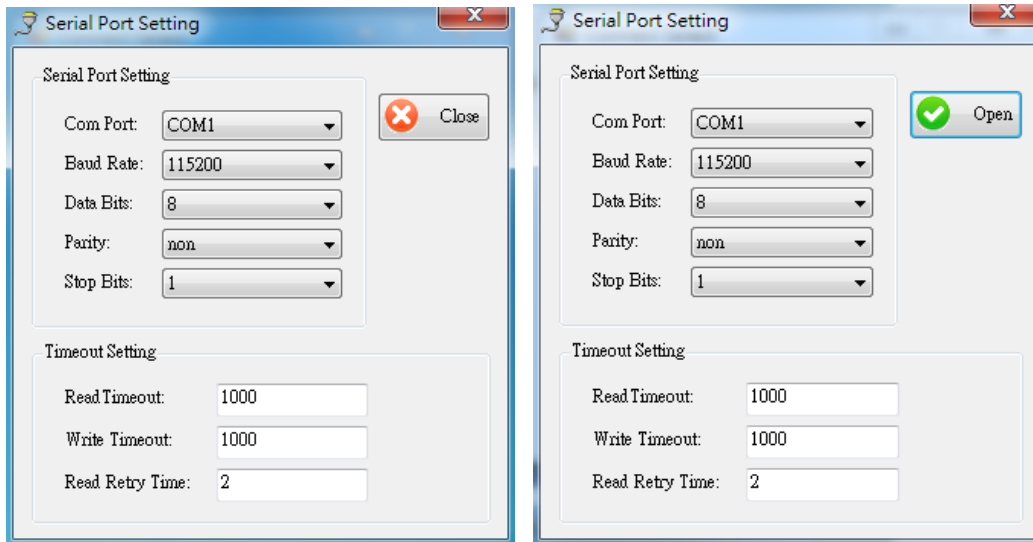 Serial Port Setting
Serial Port Setting
Close
Com Port: COM1
Baud Rate: 115200
Data Bits: 8
Parity: non
Stop Bits: 1
Timeout Setting
Read Timeout: 1000
Write Timeout: 1000
Read Retry Time: 2
Serial Port Setting
Serial Port Setting
Open
Com Port: COM1
Baud Rate: 115200
Data Bits: 8
Parity: non
Stop Bits: 1
Timeout Setting
Read Timeout: 1000
Write Timeout: 1000
Read Retry Time: 2